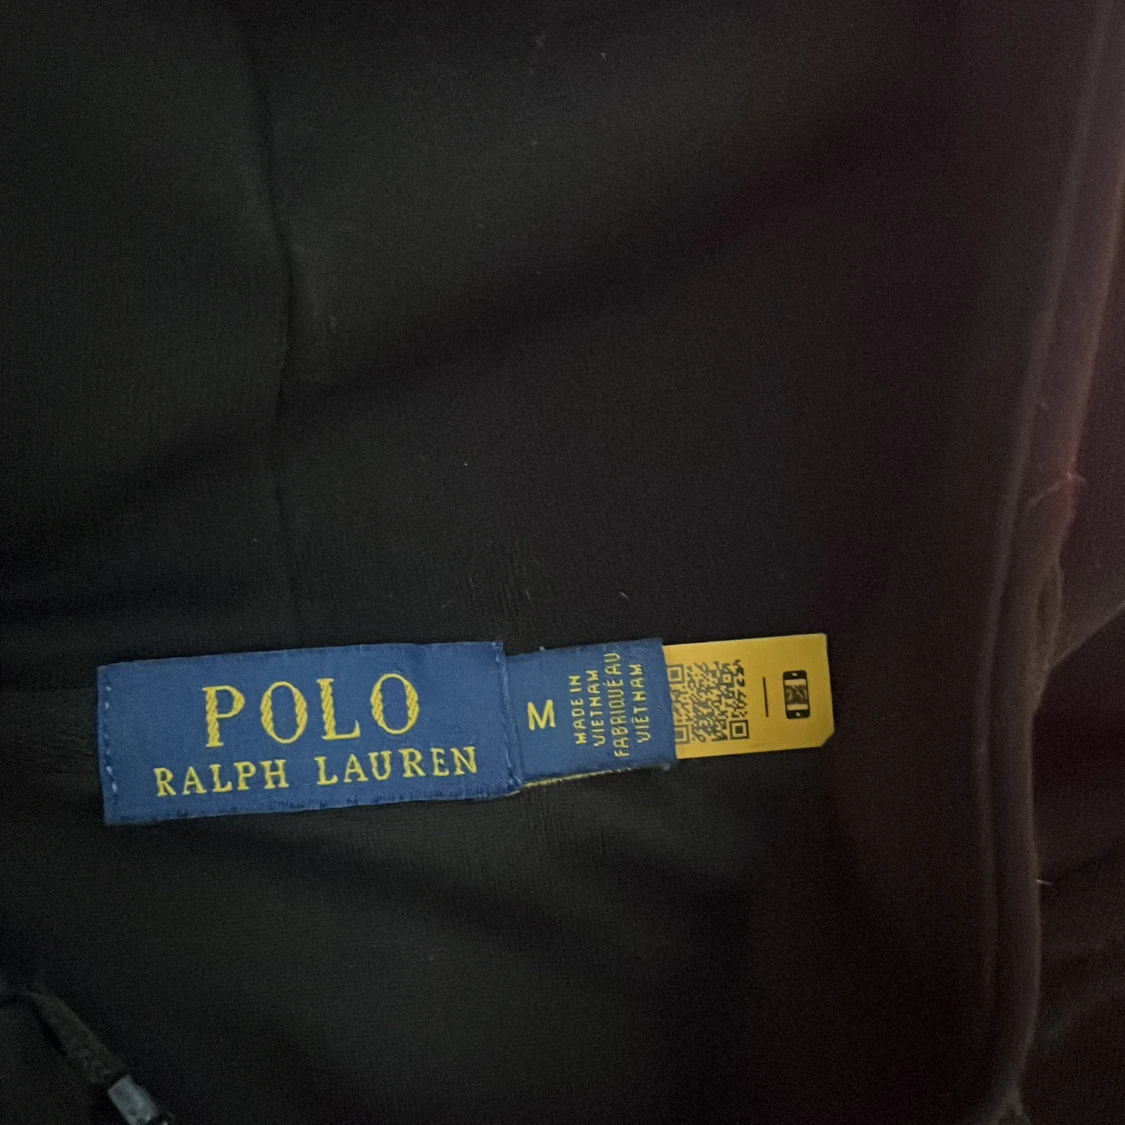 POLO
RALPH LAUREN
M
MADE IN
VIETNAM
FABRIQUÉ AU
VIETNAM